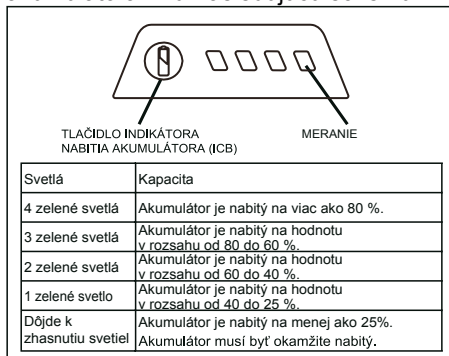 TLAČIDLO INDIKÁTORA
NABITIA AKUMULÁTORA (ICB)
MERANIE
Svetlá
Kapacita
4 zelené svetlá
Akumulátor je nabitý na viac ako 80 %.
3 zelené svetlá
Akumulátor je nabitý na hodnotu
v rozsahu od 80 do 60 %.
2 zelené svetlá
Akumulátor je nabitý na hodnotu
v rozsahu od 60 do 40 %.
1 zelené svetlo
Akumulátor je nabitý na hodnotu
v rozsahu od 40 do 25 %.
Dôjde k
zhasnutiu svetiel
Akumulátor je nabitý na menej ako 25%.
Akumulátor musí byť okamžite nabitý.